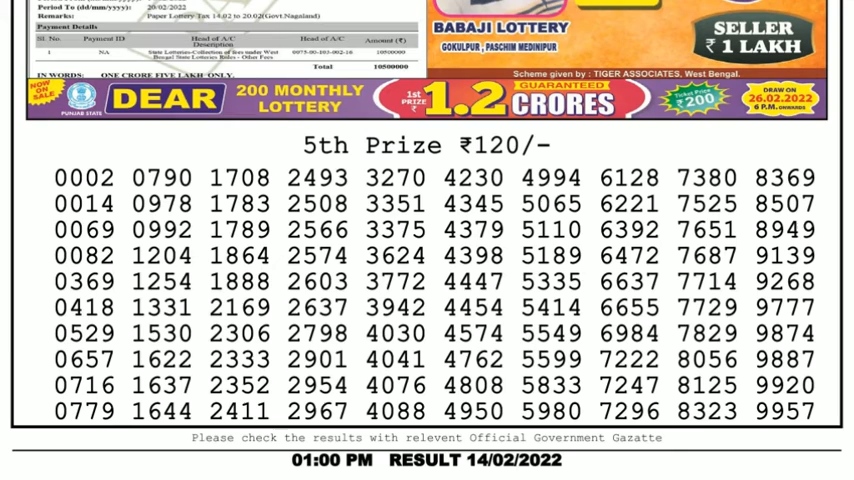 Period To (dd/mm/yyyy): 20/02/2022
Remarks: Paper Lottery Tax 14.02 to 20.02(Govt.Nagaland)
Payment Details
Sl. No. Payment ID Head of A/C Description Head of A/C Amount (₹)
1 NA State Lotteries-Collection of fees under West Bengal State Lotteries Rules - Other Fees 10500000
Total 10500000
IN WORDS: ONE CRORE FIVE LAKH ONLY.
BABAJI LOTTERY
GOKULPUR, PASCHIM MEDINIPUR
SELLER
₹ 1 LAKH
Scheme given by : TIGER ASSOCIATES, West Bengal.
NOW ON SALE
PUNJAB STATE
DEAR
200 MONTHLY
LOTTERY
1st PRIZE ₹
1.2
GUARANTEED
CRORES
Ticket Price
₹200
DRAW ON
26.02.2022
6 P.M. ONWARDS
5th Prize ₹120/-
0002 0790 1708 2493 3270 4230 4994 6128 7380 8369
0014 0978 1783 2508 3351 4345 5065 6221 7525 8507
0069 0992 1789 2566 3375 4379 5110 6392 7651 8949
0082 1204 1864 2574 3624 4398 5189 6472 7687 9139
0369 1254 1888 2603 3772 4447 5335 6637 7714 9268
0418 1331 2169 2637 3942 4454 5414 6655 7729 9777
0529 1530 2306 2798 4030 4574 5549 6984 7829 9874
0657 1622 2333 2901 4041 4762 5599 7222 8056 9887
0716 1637 2352 2954 4076 4808 5833 7247 8125 9920
0779 1644 2411 2967 4088 4950 5980 7296 8323 9957
Please check the results with relevent Official Government Gazatte
01:00 PM RESULT 14/02/2022